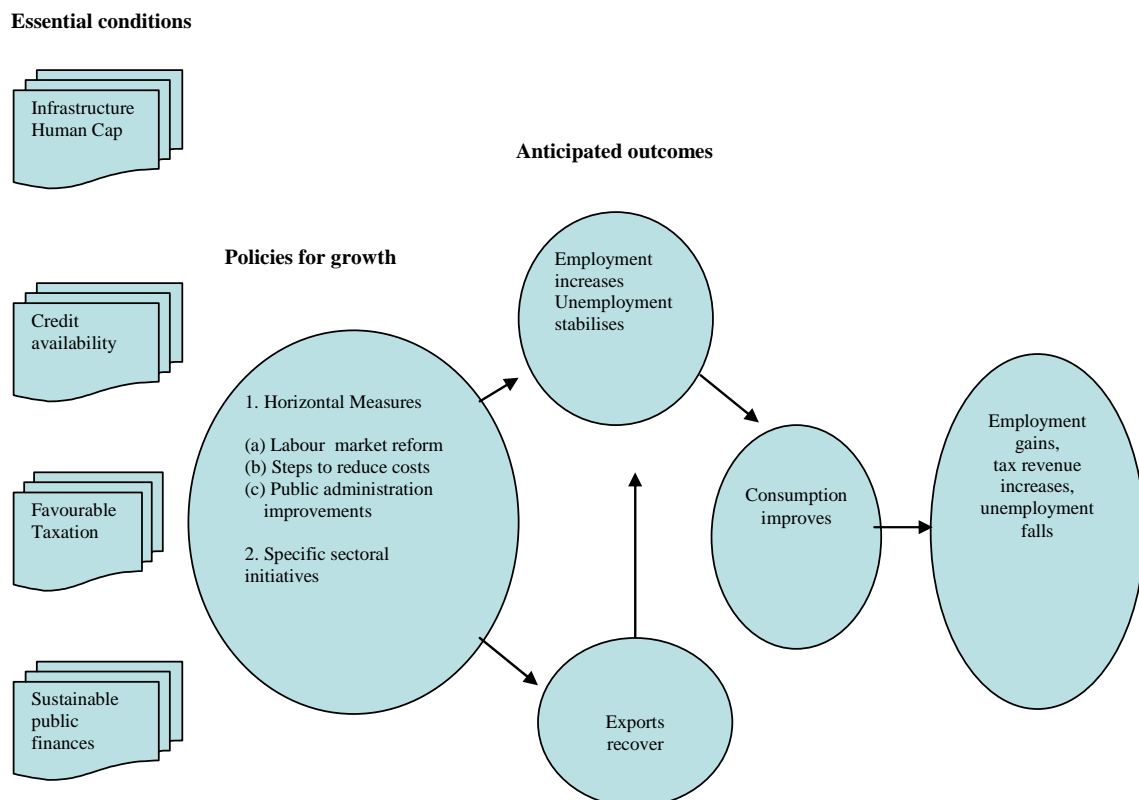 Essential conditions
Infrastructure
Human Cap
Credit
availability
Favourable
Taxation
Sustainable
public
finances
Policies for growth
1. Horizontal Measures
(a) Labour market reform
(b) Steps to reduce costs
(c) Public administration
improvements
2. Specific sectoral
initiatives
Anticipated outcomes
Employment
increases
Unemployment
stabilises
Exports
recover
Consumption
improves
Employment
gains,
tax revenue
increases,
unemployment
falls